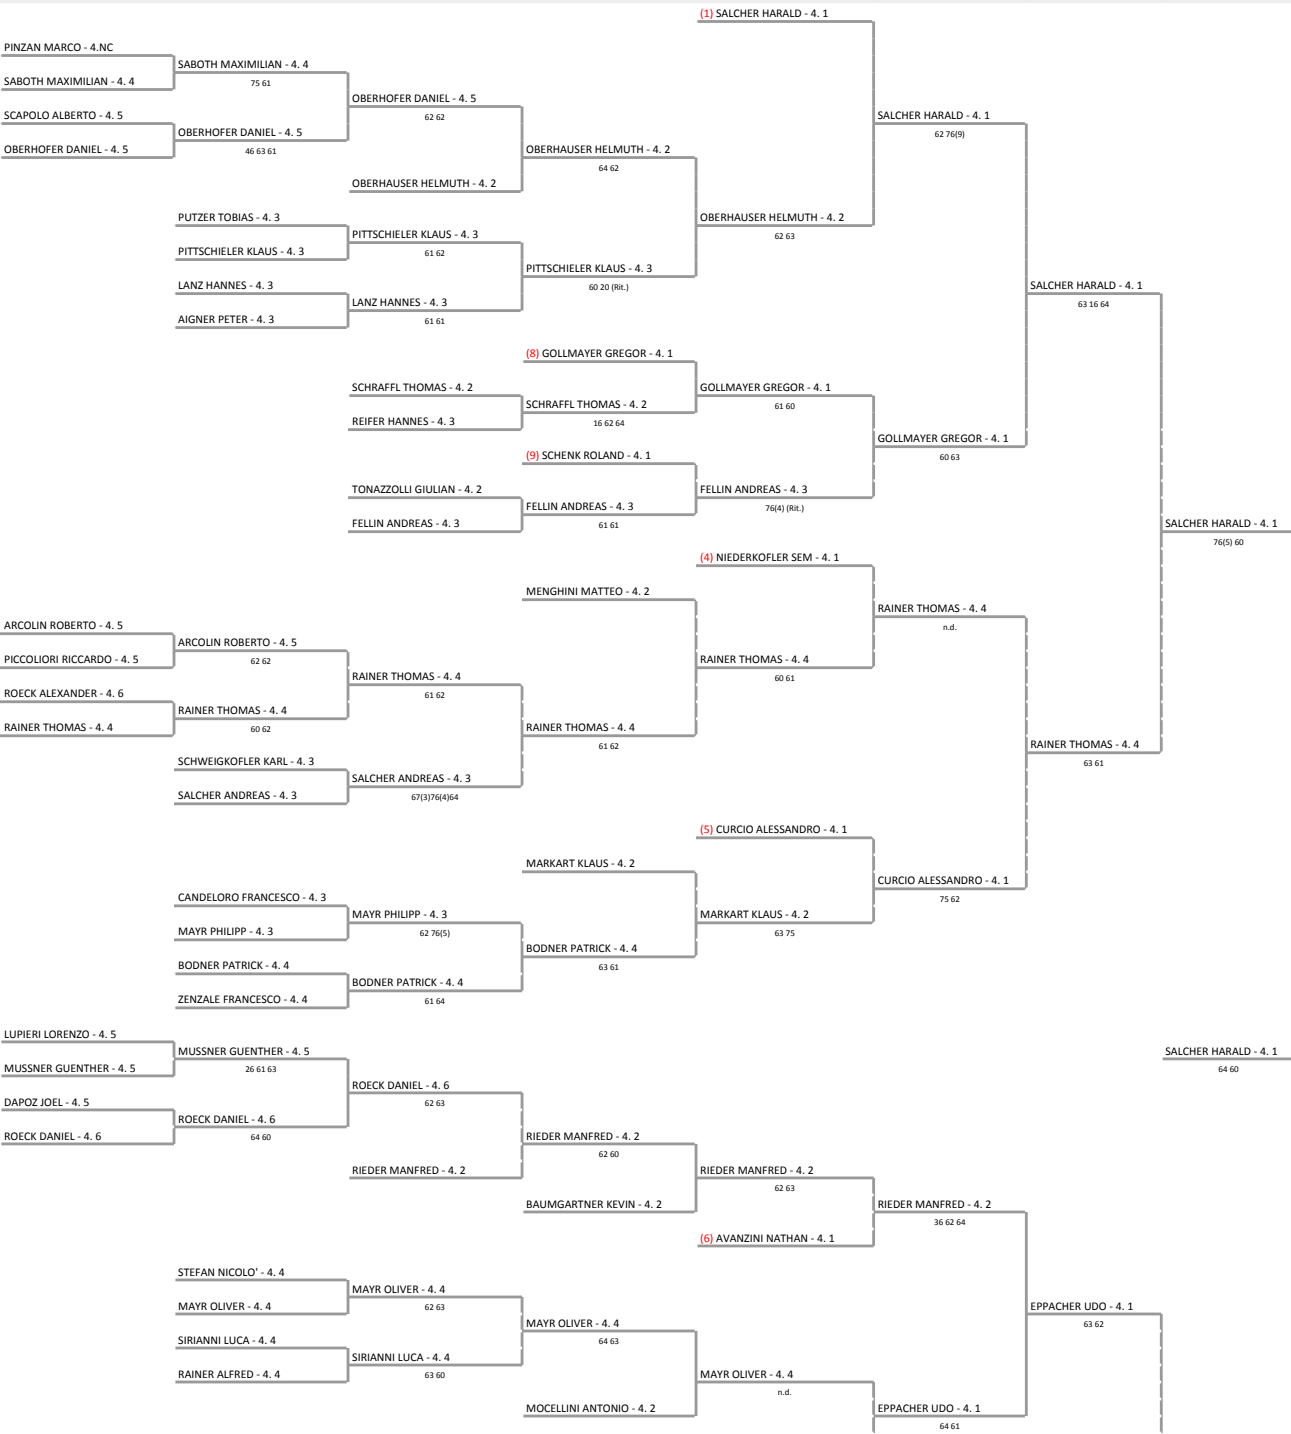 (1) SALCHER HARALD - 4. 1
PINZAN MARCO - 4.NC
SABOTH MAXIMILIAN - 4. 4
SABOTH MAXIMILIAN - 4. 4
75 61
OBERHOFER DANIEL - 4. 5
62 62
SCAPOLO ALBERTO - 4. 5
SALCHER HARALD - 4. 1
62 76(9)
OBERHOFER DANIEL - 4. 5
46 63 61
OBERHOFER DANIEL - 4. 5
OBERHAUSER HELMUTH - 4. 2
64 62
OBERHAUSER HELMUTH - 4. 2
PUTZER TOBIAS - 4. 3
OBERHAUSER HELMUTH - 4. 2
62 63
PITTSCHIELER KLAUS - 4. 3
61 62
PITTSCHIELER KLAUS - 4. 3
PITTSCHIELER KLAUS - 4. 3
60 20 (Rit.)
LANZ HANNES - 4. 3
SALCHER HARALD - 4. 1
63 16 64
LANZ HANNES - 4. 3
61 61
AIGNER PETER - 4. 3
(8) GOLLMAYER GREGOR - 4. 1
SCHRAFFL THOMAS - 4. 2
GOLLMAYER GREGOR - 4. 1
61 60
SCHRAFFL THOMAS - 4. 2
16 62 64
REIFER HANNES - 4. 3
GOLLMAYER GREGOR - 4. 1
60 63
(9) SCHENK ROLAND - 4. 1
TONAZZOLLI GIULIAN - 4. 2
FELLIN ANDREAS - 4. 3
76(4) (Rit.)
FELLIN ANDREAS - 4. 3
61 61
FELLIN ANDREAS - 4. 3
SALCHER HARALD - 4. 1
76(5) 60
(4) NIEDERKOFLER SEM - 4. 1
MENGHINI MATTEO - 4. 2
RAINER THOMAS - 4. 4
n.d.
ARCOLIN ROBERTO - 4. 5
ARCOLIN ROBERTO - 4. 5
62 62
PICCOLIORI RICCARDO - 4. 5
RAINER THOMAS - 4. 4
60 61
RAINER THOMAS - 4. 4
61 62
ROECK ALEXANDER - 4. 6
RAINER THOMAS - 4. 4
60 62
RAINER THOMAS - 4. 4
RAINER THOMAS - 4. 4
61 62
RAINER THOMAS - 4. 4
63 61
SCHWEIGKOFLER KARL - 4. 3
SALCHER ANDREAS - 4. 3
67(3)76(4)64
SALCHER ANDREAS - 4. 3
(5) CURCIO ALESSANDRO - 4. 1
MARKART KLAUS - 4. 2
CURCIO ALESSANDRO - 4. 1
75 62
CANDELORO FRANCESCO - 4. 3
MAYR PHILIPP - 4. 3
62 76(5)
MARKART KLAUS - 4. 2
63 75
MAYR PHILIPP - 4. 3
BODNER PATRICK - 4. 4
63 61
BODNER PATRICK - 4. 4
BODNER PATRICK - 4. 4
61 64
ZENZALE FRANCESCO - 4. 4
LUPIERI LORENZO - 4. 5
MUSSNER GUENTHER - 4. 5
26 61 63
SALCHER HARALD - 4. 1
64 60
MUSSNER GUENTHER - 4. 5
ROECK DANIEL - 4. 6
62 63
DAPOZ JOEL - 4. 5
ROECK DANIEL - 4. 6
64 60
ROECK DANIEL - 4. 6
RIEDER MANFRED - 4. 2
62 60
RIEDER MANFRED - 4. 2
RIEDER MANFRED - 4. 2
62 63
BAUMGARTNER KEVIN - 4. 2
RIEDER MANFRED - 4. 2
36 62 64
(6) AVANZINI NATHAN - 4. 1
STEFAN NICOLO' - 4. 4
MAYR OLIVER - 4. 4
62 63
MAYR OLIVER - 4. 4
EPPACHER UDO - 4. 1
63 62
MAYR OLIVER - 4. 4
64 63
SIRIANNI LUCA - 4. 4
SIRIANNI LUCA - 4. 4
63 60
RAINER ALFRED - 4. 4
MAYR OLIVER - 4. 4
n.d.
MOCELLINI ANTONIO - 4. 2
EPPACHER UDO - 4. 1
64 61